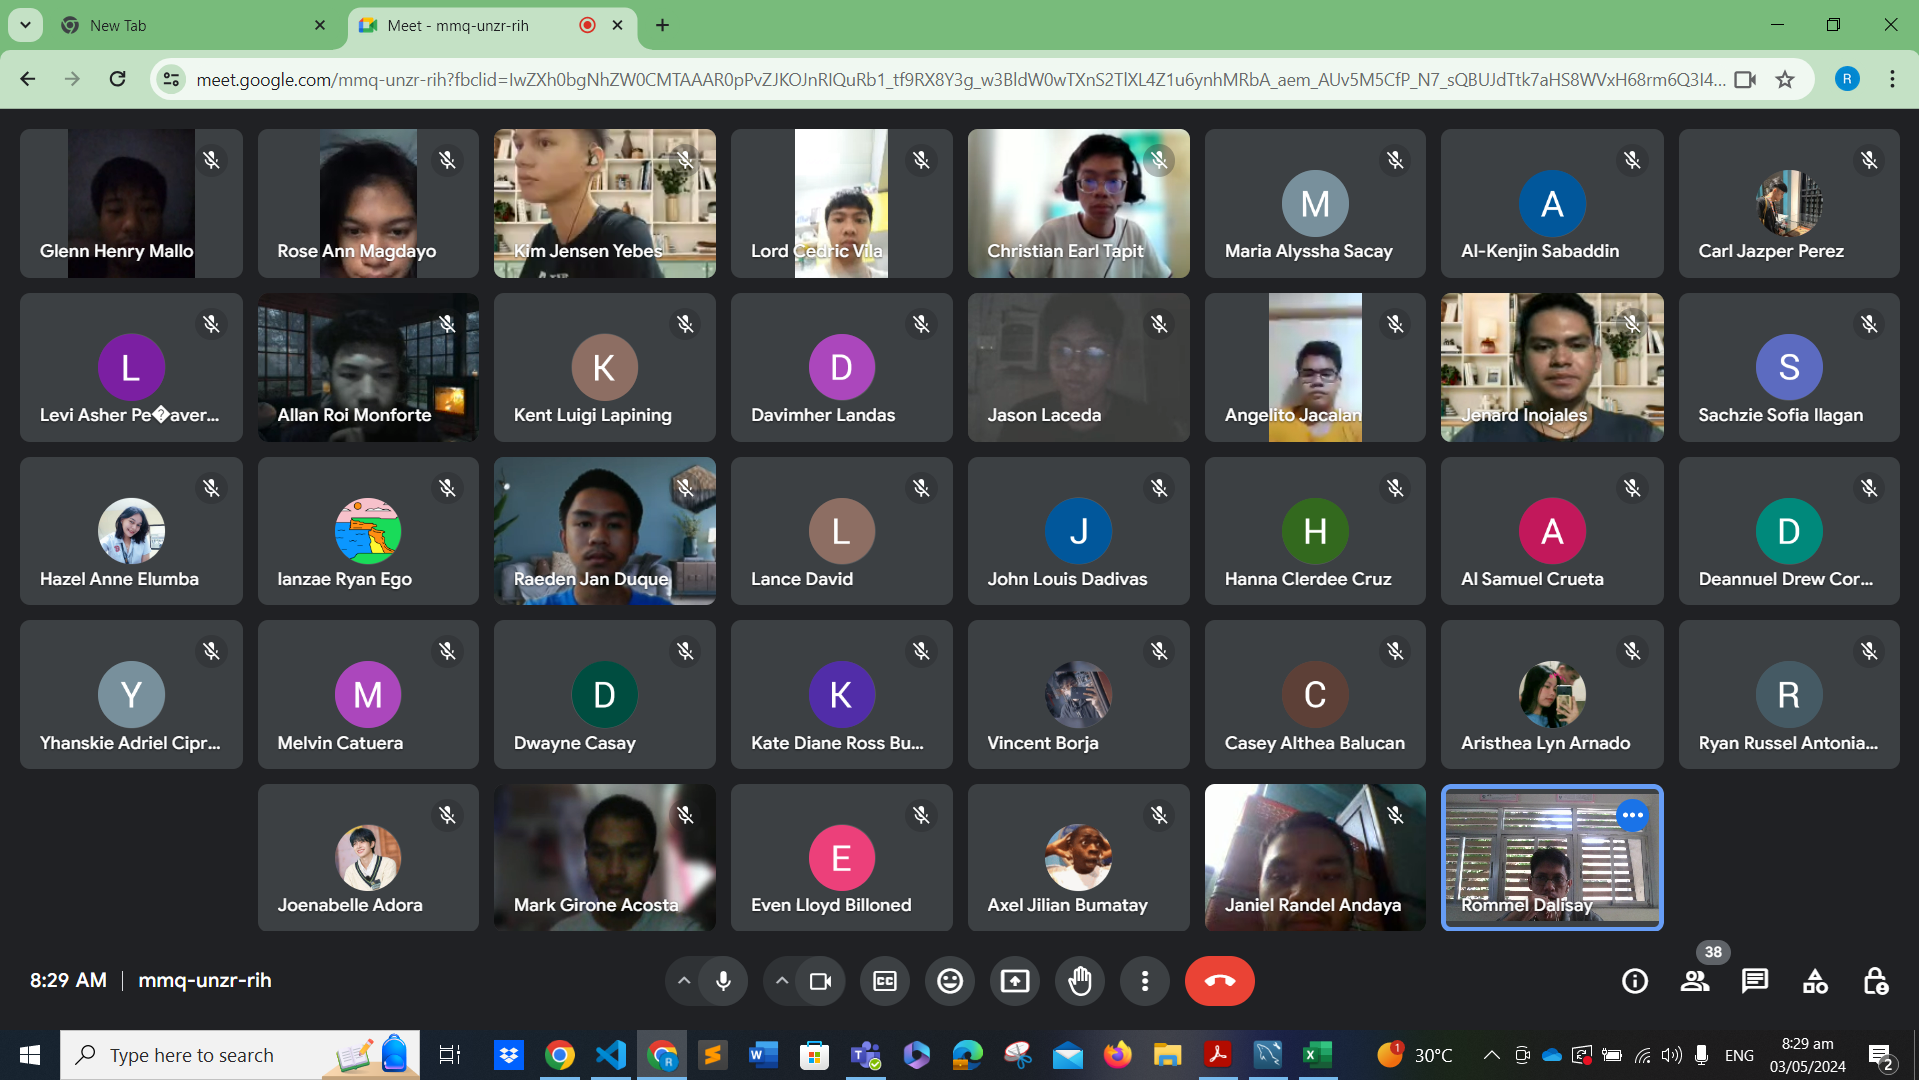 New Tab
Meet - mmq-unzr-rih
meet.google.com/mmq-unzr-rih?fbclid=IwZXh0bgNhZW0CMTAAAR0pPvZJKOJnRIQuRb1_tf9RX8Y3g_w3BldW0wTXnS2TlXL4Z1u6ynhMRbA_aem_AUv5M5CfP_N7_sQBUJdTtk7aHS8WVxH68rm6Q3I4...
R
M
A
Glenn Henry Mallo
Rose Ann Magdayo
Kim Jensen Yebes
Lord Cedric Vila
Christian Earl Tapit
Maria Alyssha Sacay
Al-Kenjin Sabaddin
Carl Jazper Perez
L
K
D
S
Levi Asher Pe�aver...
Allan Roi Monforte
Kent Luigi Lapining
Davimher Landas
Jason Laceda
Angelito Jacalan
Jenard Inojales
Sachzie Sofia Ilagan
L
J
H
A
D
Hazel Anne Elumba
Ianzae Ryan Ego
Raeden Jan Duque
Lance David
John Louis Dadivas
Hanna Clerdee Cruz
Al Samuel Crueta
Deannuel Drew Cor...
Y
M
D
K
C
R
Yhanskie Adriel Cipr...
Melvin Catuera
Dwayne Casay
Kate Diane Ross Bu...
Vincent Borja
Casey Althea Balucan
Aristhea Lyn Arnado
Ryan Russel Antonia...
E
Joenabelle Adora
Mark Girone Acosta
Even Lloyd Billoned
Axel Jilian Bumatay
Janiel Randel Andaya
Rommel Dalisay
38
8:29 AM | mmq-unzr-rih
CC
Type here to search
1
30°C
ENG
8:29 am
03/05/2024
2